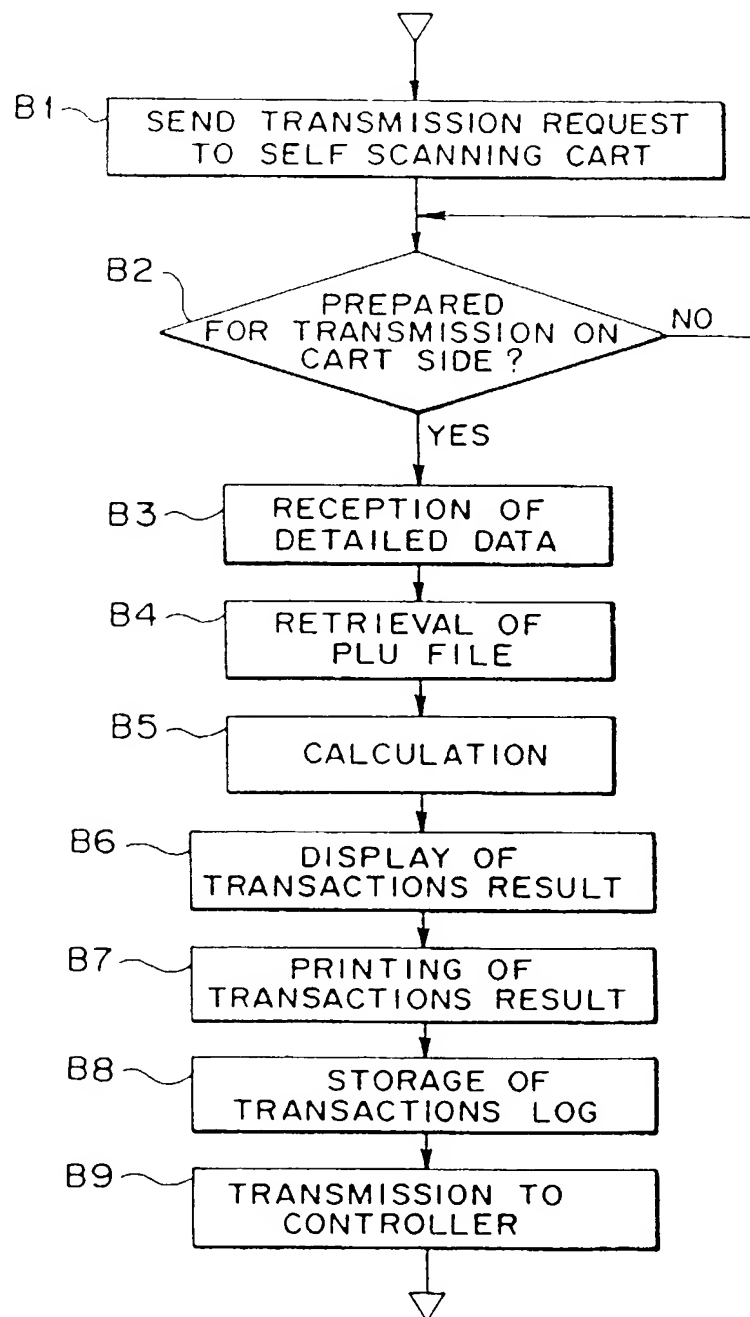 B1
SEND TRANSMISSION REQUEST
TO SELF SCANNING CART
B2
PREPARED
FOR TRANSMISSION ON
CART SIDE?
NO
YES
B3
RECEPTION OF
DETAILED DATA
B4
RETRIEVAL OF
PLU FILE
B5
CALCULATION
B6
DISPLAY OF
TRANSACTIONS RESULT
B7
PRINTING OF
TRANSACTIONS RESULT
B8
STORAGE OF
TRANSACTIONS LOG
B9
TRANSMISSION TO
CONTROLLER